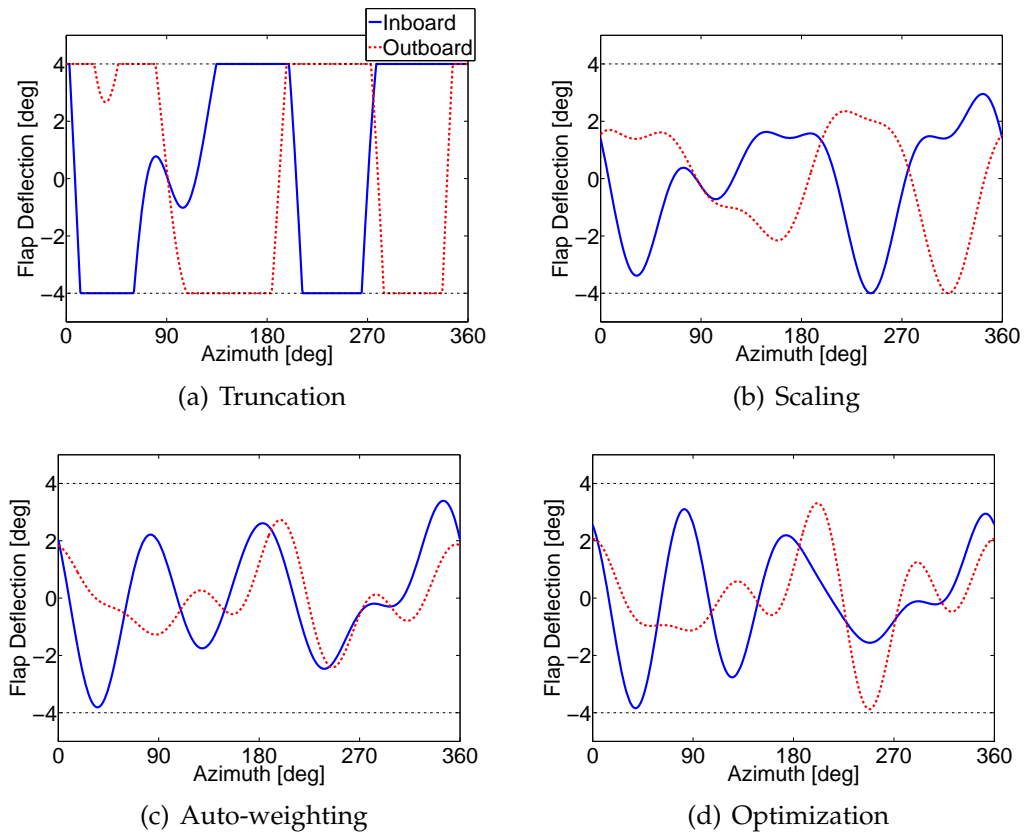 Inboard
Outboard
Flap Deflection [deg]
4
2
0
−2
−4
0
90
180
270
360
Azimuth [deg]
(a) Truncation
Flap Deflection [deg]
4
2
0
−2
−4
0
90
180
270
360
Azimuth [deg]
(b) Scaling
Flap Deflection [deg]
4
2
0
−2
−4
0
90
180
270
360
Azimuth [deg]
(c) Auto-weighting
Flap Deflection [deg]
4
2
0
−2
−4
0
90
180
270
360
Azimuth [deg]
(d) Optimization